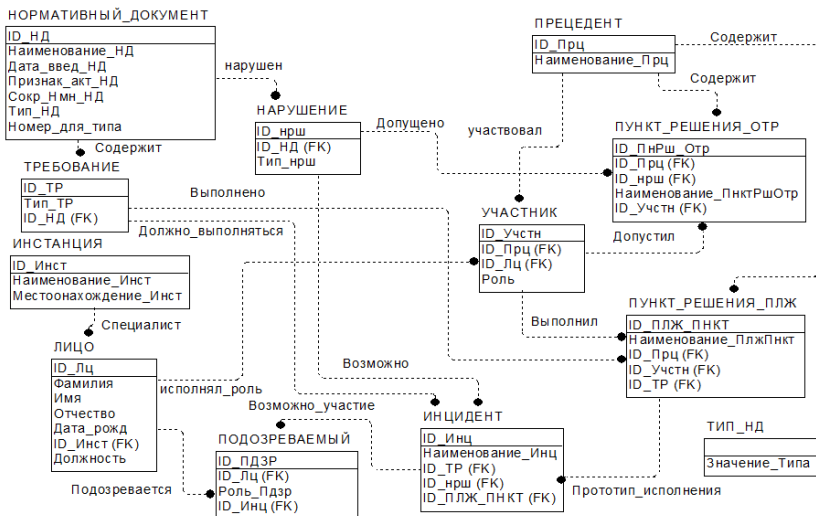 НОРМАТИВНЫЙ_ДОКУМЕНТ
ID_НД
Наименование_НД
Дата_введ_НД
Признак_акт_НД
Сокр_Нмн_НД
Тип_НД
Номер_для_типа
нарушен
Содержит
ПРЕЦЕДЕНТ
ID_Прц
Наименование_Прц
Содержит
Содержит
НАРУШЕНИЕ
ID_нрш
ID_НД (FK)
Тип_нрш
Допущено
участвовал
ПУНКТ_РЕШЕНИЯ_ОТР
ID_ПнРш_Отр
ID_Прц (FK)
ID_нрш (FK)
Наименование_ПнктРшОтр
ID_Учстн (FK)
ТРЕБОВАНИЕ
ID_ТР
Тип_ТР
ID_НД (FK)
Выполнено
Должно_выполняться
УЧАСТНИК
ID_Учстн
ID_Прц (FK)
ID_Лц (FK)
Роль
Допустил
ИНСТАНЦИЯ
ID_Инст
Наименование_Инст
Местоонахождение_Инст
Специалист
Выполнил
ПУНКТ_РЕШЕНИЯ_ПЛЖ
ID_ПЛЖ_ПНКТ
Наименование_ПлжПнкт
ID_Прц (FK)
ID_Учстн (FK)
ID_ТР (FK)
ЛИЦО
ID_Лц
Фамилия
Имя
Отчество
Дата_рожд
ID_Инст (FK)
Должность
исполнял_роль
Возможно
Возможно_участие
Подозревается
ПОДОЗРЕВАЕМЫЙ
ID_ПДЗР
ID_Лц (FK)
Роль_Пдзр
ID_Инц (FK)
ИНЦИДЕНТ
ID_Инц
Наименование_Инц
ID_ТР (FK)
ID_нрш (FK)
ID_ПЛЖ_ПНКТ (FK)
Прототип_исполнения
ТИП_НД
Значение_Типа